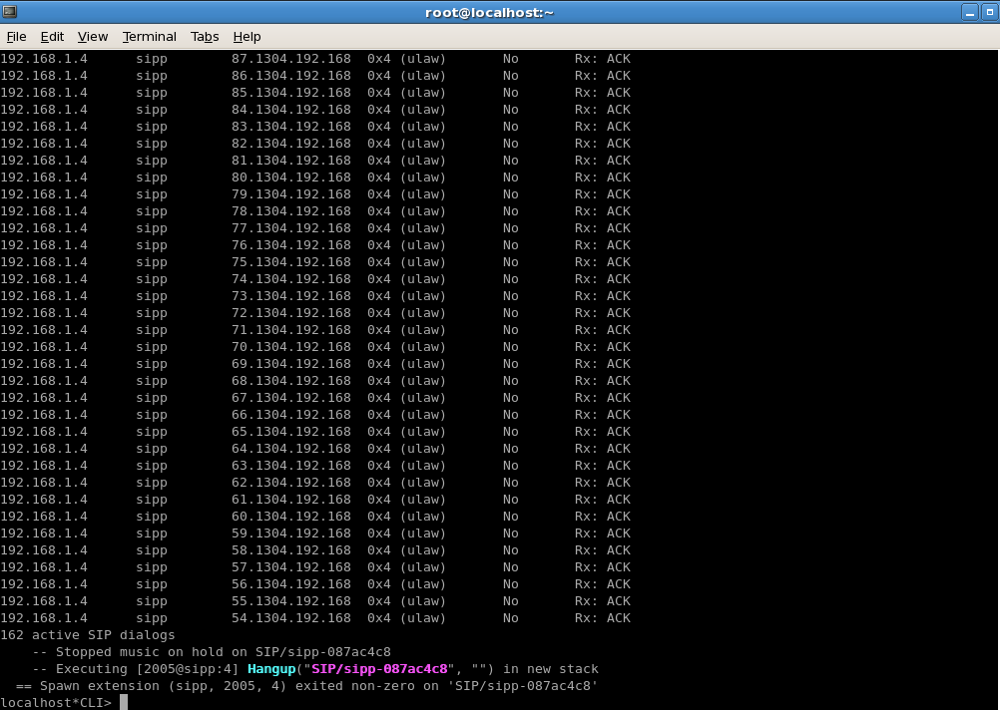 root@localhost:~
File Edit View Terminal Tabs Help
192.168.1.4      sipp        87.1304.192.168  0x4 (ulaw)       No       Rx: ACK
192.168.1.4      sipp        86.1304.192.168  0x4 (ulaw)       No       Rx: ACK
192.168.1.4      sipp        85.1304.192.168  0x4 (ulaw)       No       Rx: ACK
192.168.1.4      sipp        84.1304.192.168  0x4 (ulaw)       No       Rx: ACK
192.168.1.4      sipp        83.1304.192.168  0x4 (ulaw)       No       Rx: ACK
192.168.1.4      sipp        82.1304.192.168  0x4 (ulaw)       No       Rx: ACK
192.168.1.4      sipp        81.1304.192.168  0x4 (ulaw)       No       Rx: ACK
192.168.1.4      sipp        80.1304.192.168  0x4 (ulaw)       No       Rx: ACK
192.168.1.4      sipp        79.1304.192.168  0x4 (ulaw)       No       Rx: ACK
192.168.1.4      sipp        78.1304.192.168  0x4 (ulaw)       No       Rx: ACK
192.168.1.4      sipp        77.1304.192.168  0x4 (ulaw)       No       Rx: ACK
192.168.1.4      sipp        76.1304.192.168  0x4 (ulaw)       No       Rx: ACK
192.168.1.4      sipp        75.1304.192.168  0x4 (ulaw)       No       Rx: ACK
192.168.1.4      sipp        74.1304.192.168  0x4 (ulaw)       No       Rx: ACK
192.168.1.4      sipp        73.1304.192.168  0x4 (ulaw)       No       Rx: ACK
192.168.1.4      sipp        72.1304.192.168  0x4 (ulaw)       No       Rx: ACK
192.168.1.4      sipp        71.1304.192.168  0x4 (ulaw)       No       Rx: ACK
192.168.1.4      sipp        70.1304.192.168  0x4 (ulaw)       No       Rx: ACK
192.168.1.4      sipp        69.1304.192.168  0x4 (ulaw)       No       Rx: ACK
192.168.1.4      sipp        68.1304.192.168  0x4 (ulaw)       No       Rx: ACK
192.168.1.4      sipp        67.1304.192.168  0x4 (ulaw)       No       Rx: ACK
192.168.1.4      sipp        66.1304.192.168  0x4 (ulaw)       No       Rx: ACK
192.168.1.4      sipp        65.1304.192.168  0x4 (ulaw)       No       Rx: ACK
192.168.1.4      sipp        64.1304.192.168  0x4 (ulaw)       No       Rx: ACK
192.168.1.4      sipp        63.1304.192.168  0x4 (ulaw)       No       Rx: ACK
192.168.1.4      sipp        62.1304.192.168  0x4 (ulaw)       No       Rx: ACK
192.168.1.4      sipp        61.1304.192.168  0x4 (ulaw)       No       Rx: ACK
192.168.1.4      sipp        60.1304.192.168  0x4 (ulaw)       No       Rx: ACK
192.168.1.4      sipp        59.1304.192.168  0x4 (ulaw)       No       Rx: ACK
192.168.1.4      sipp        58.1304.192.168  0x4 (ulaw)       No       Rx: ACK
192.168.1.4      sipp        57.1304.192.168  0x4 (ulaw)       No       Rx: ACK
192.168.1.4      sipp        56.1304.192.168  0x4 (ulaw)       No       Rx: ACK
192.168.1.4      sipp        55.1304.192.168  0x4 (ulaw)       No       Rx: ACK
192.168.1.4      sipp        54.1304.192.168  0x4 (ulaw)       No       Rx: ACK
162 active SIP dialogs
    -- Stopped music on hold on SIP/sipp-087ac4c8
    -- Executing [2005@sipp:4] Hangup("SIP/sipp-087ac4c8", "") in new stack
  == Spawn extension (sipp, 2005, 4) exited non-zero on 'SIP/sipp-087ac4c8'
localhost*CLI>